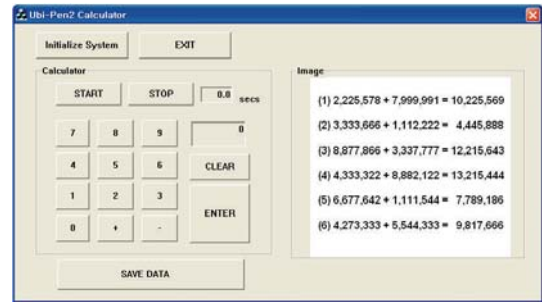 Ubi-Pen2 Calculator
Initialize System EXIT
Calculator
START STOP 0.0 secs
7 8 9 0
4 5 6 CLEAR
1 2 3 ENTER
0 + -
SAVE DATA
Image
(1) 2,225,578 + 7,999,991 = 10,225,569
(2) 3,333,666 + 1,112,222 = 4,445,888
(3) 8,877,866 + 3,337,777 = 12,215,643
(4) 4,333,322 + 8,882,122 = 13,215,444
(5) 6,677,642 + 1,111,544 = 7,789,186
(6) 4,273,333 + 5,544,333 = 9,817,666